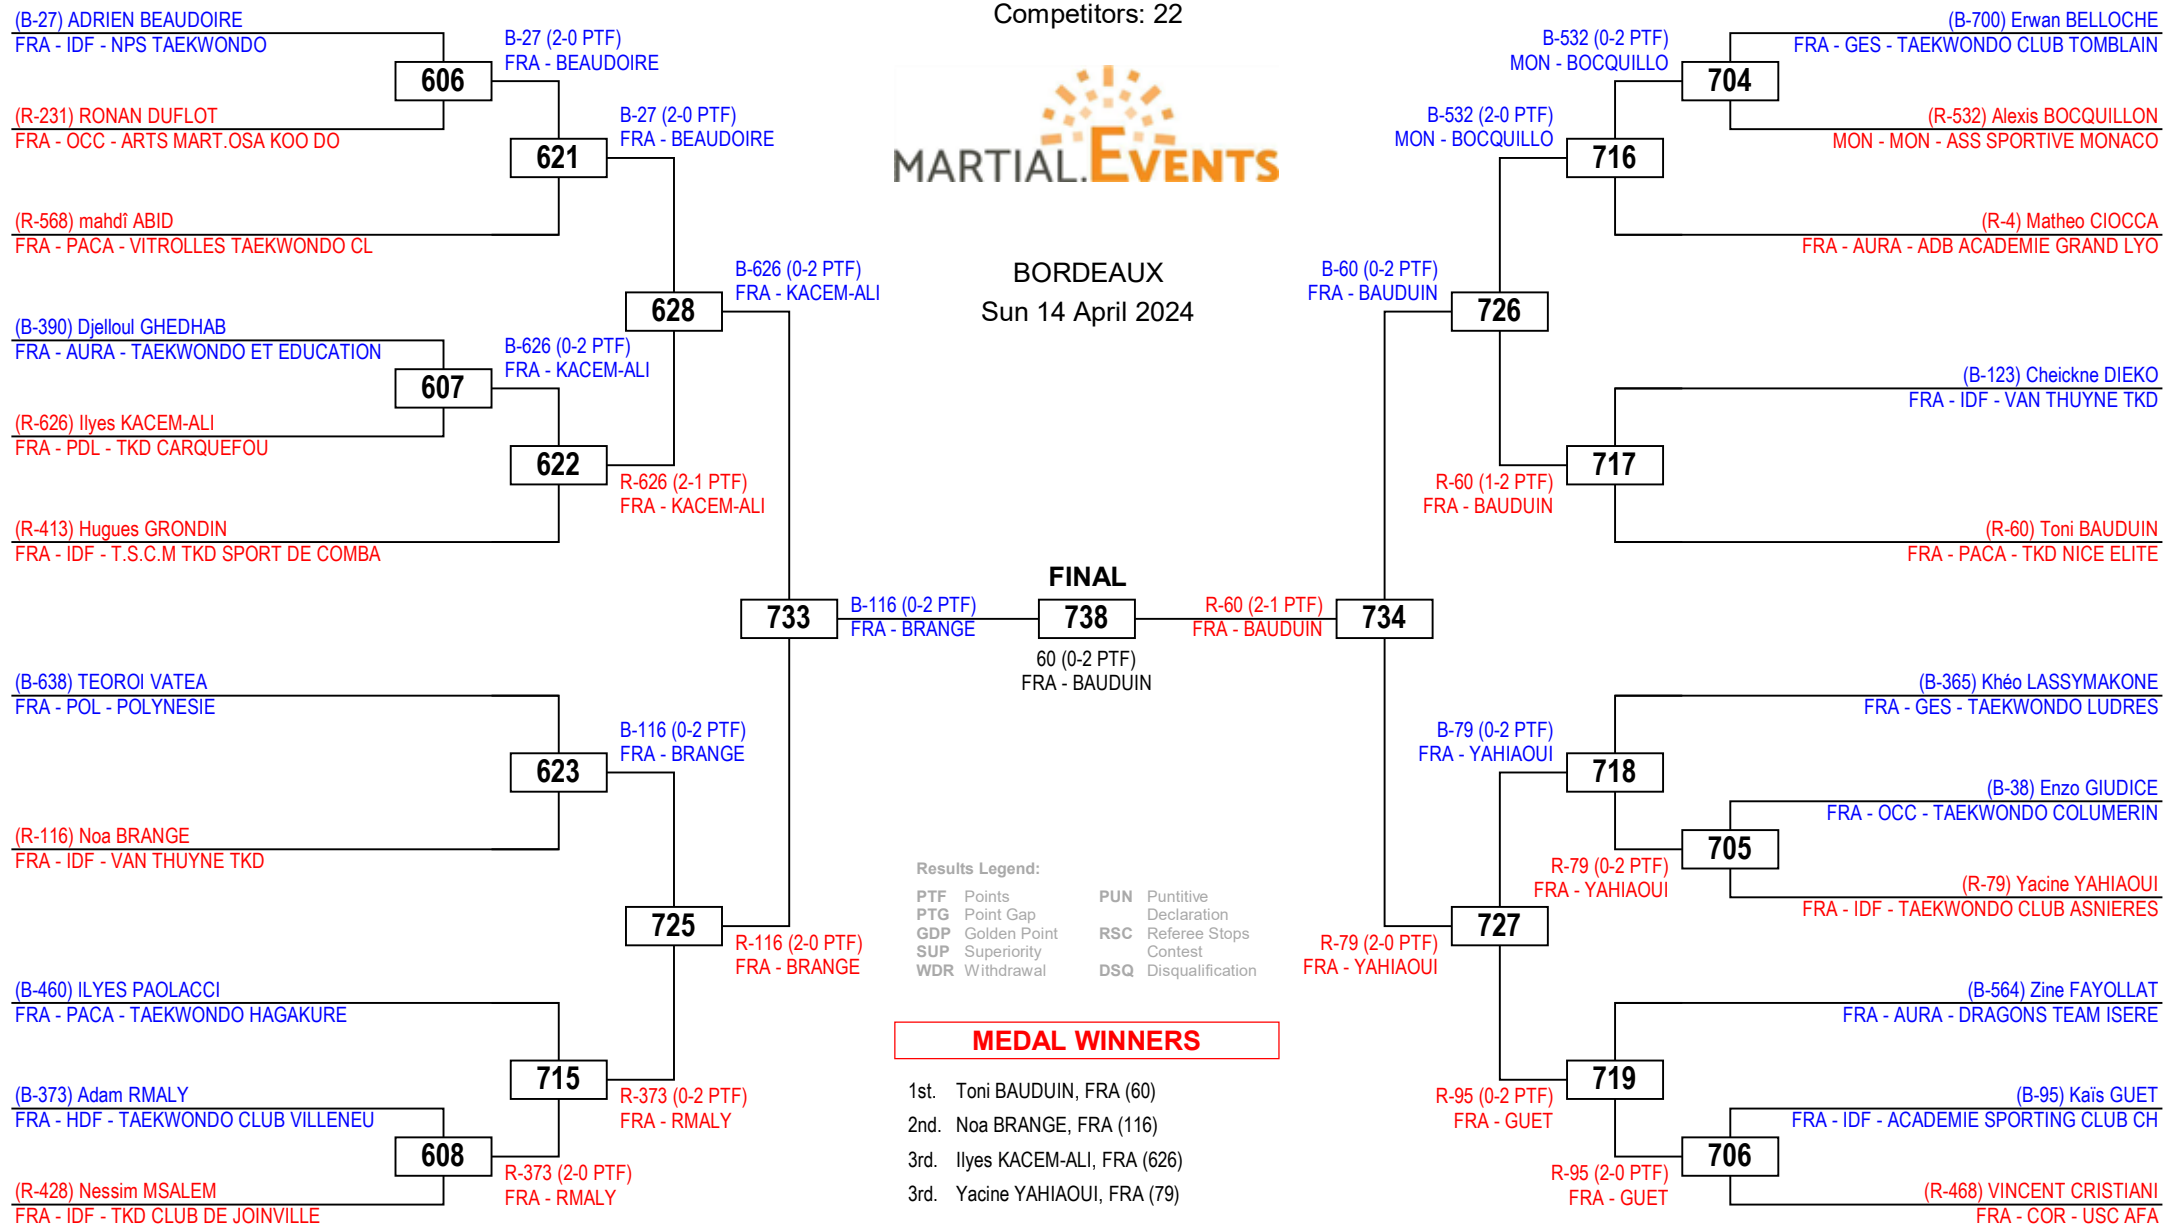 Competitors: 22
MARTIAL.EVENTS
BORDEAUX
Sun 14 April 2024
(B-27) ADRIEN BEAUDOIRE
FRA - IDF - NPS TAEKWONDO
606
(R-231) RONAN DUFLOT
FRA - OCC - ARTS MART.OSA KOO DO
B-27 (2-0 PTF)
FRA - BEAUDOIRE
621
(R-568) mahdî ABID
FRA - PACA - VITROLLES TAEKWONDO CL
B-27 (2-0 PTF)
FRA - BEAUDOIRE
628
(B-390) Djelloul GHEDHAB
FRA - AURA - TAEKWONDO ET EDUCATION
607
(R-626) Ilyes KACEM-ALI
FRA - PDL - TKD CARQUEFOU
B-626 (0-2 PTF)
FRA - KACEM-ALI
622
(R-413) Hugues GRONDIN
FRA - IDF - T.S.C.M TKD SPORT DE COMBA
R-626 (2-1 PTF)
FRA - KACEM-ALI
B-626 (0-2 PTF)
FRA - KACEM-ALI
733
(B-638) TEOROI VATEA
FRA - POL - POLYNESIE
623
(R-116) Noa BRANGE
FRA - IDF - VAN THUYNE TKD
B-116 (0-2 PTF)
FRA - BRANGE
725
(B-460) ILYES PAOLACCI
FRA - PACA - TAEKWONDO HAGAKURE
715
(B-373) Adam RMALY
FRA - HDF - TAEKWONDO CLUB VILLENEU
608
(R-428) Nessim MSALEM
FRA - IDF - TKD CLUB DE JOINVILLE
R-373 (2-0 PTF)
FRA - RMALY
R-373 (0-2 PTF)
FRA - RMALY
R-116 (2-0 PTF)
FRA - BRANGE
B-116 (0-2 PTF)
FRA - BRANGE
FINAL
738
60 (0-2 PTF)
FRA - BAUDUIN
R-60 (2-1 PTF)
FRA - BAUDUIN
734
(B-700) Erwan BELLOCHE
FRA - GES - TAEKWONDO CLUB TOMBLAIN
704
(R-532) Alexis BOCQUILLON
MON - MON - ASS SPORTIVE MONACO
B-532 (0-2 PTF)
MON - BOCQUILLO
716
(R-4) Matheo CIOCCA
FRA - AURA - ADB ACADEMIE GRAND LYO
B-532 (2-0 PTF)
MON - BOCQUILLO
726
(B-123) Cheickne DIEKO
FRA - IDF - VAN THUYNE TKD
717
(R-60) Toni BAUDUIN
FRA - PACA - TKD NICE ELITE
R-60 (1-2 PTF)
FRA - BAUDUIN
B-60 (0-2 PTF)
FRA - BAUDUIN
(B-365) Khéo LASSYMAKONE
FRA - GES - TAEKWONDO LUDRES
718
(B-38) Enzo GIUDICE
FRA - OCC - TAEKWONDO COLUMERIN
705
(R-79) Yacine YAHIAOUI
FRA - IDF - TAEKWONDO CLUB ASNIERES
R-79 (0-2 PTF)
FRA - YAHIAOUI
B-79 (0-2 PTF)
FRA - YAHIAOUI
727
(B-564) Zine FAYOLLAT
FRA - AURA - DRAGONS TEAM ISERE
719
(B-95) Kaïs GUET
FRA - IDF - ACADEMIE SPORTING CLUB CH
706
(R-468) VINCENT CRISTIANI
FRA - COR - USC AFA
R-95 (2-0 PTF)
FRA - GUET
R-95 (0-2 PTF)
FRA - GUET
R-79 (2-0 PTF)
FRA - YAHIAOUI
Results Legend:
PTF Points
PTG Point Gap
GDP Golden Point
SUP Superiority
WDR Withdrawal
PUN Puntitive
Declaration
RSC Referee Stops
Contest
DSQ Disqualification
MEDAL WINNERS
1st. Toni BAUDUIN, FRA (60)
2nd. Noa BRANGE, FRA (116)
3rd. Ilyes KACEM-ALI, FRA (626)
3rd. Yacine YAHIAOUI, FRA (79)